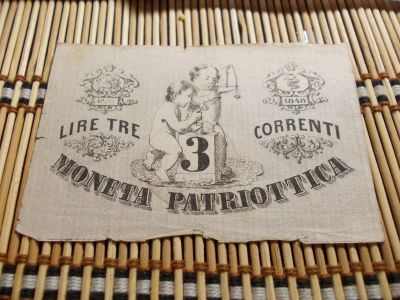 1848
LIRE TRE
3
CORRENTI
MONETA PATRIOTTICA